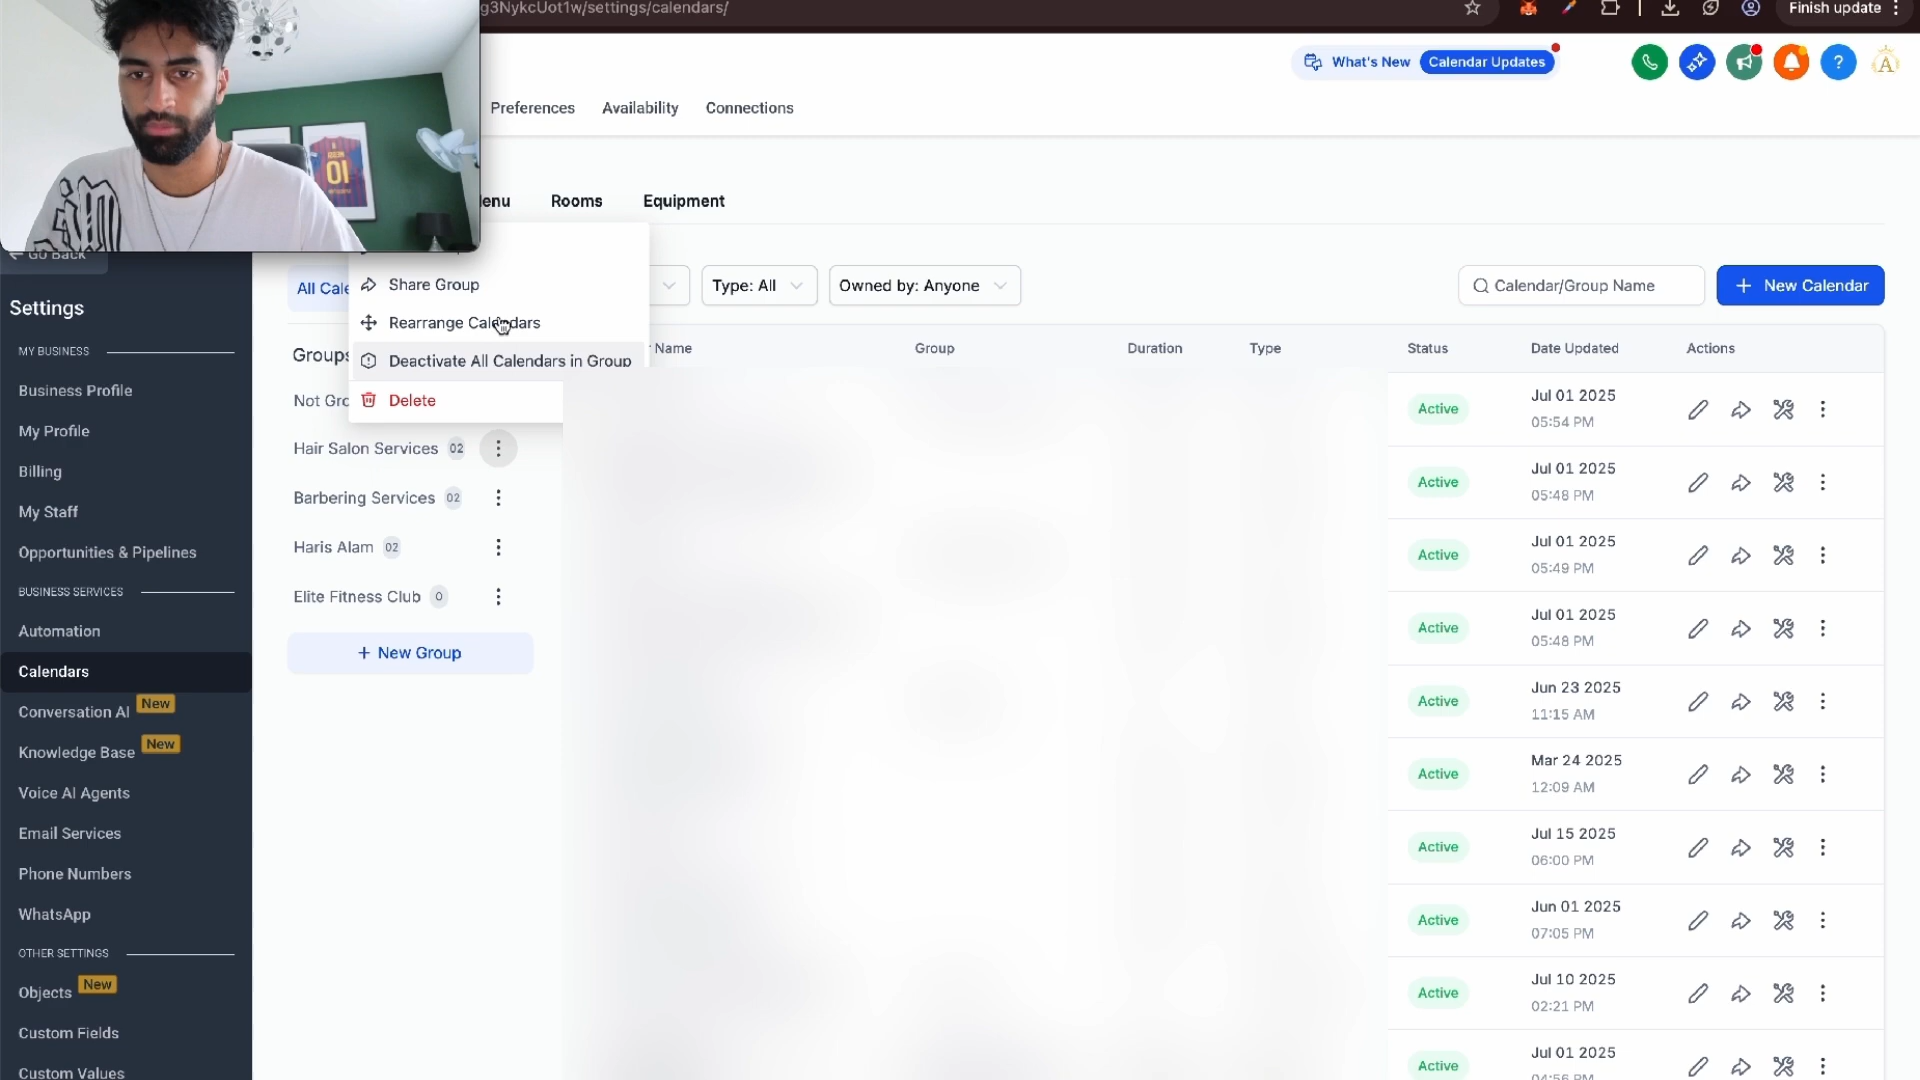 g3NykcUot1w/settings/calendars/
Finish update
What's New
Calendar Updates
Preferences
Availability
Connections
Rooms
Equipment
Go Back
Settings
MY BUSINESS
Business Profile
My Profile
Billing
My Staff
Opportunities & Pipelines
BUSINESS SERVICES
Automation
Calendars
Conversation AI New
Knowledge Base New
Voice AI Agents
Email Services
Phone Numbers
WhatsApp
OTHER SETTINGS
Objects New
Custom Fields
Custom Values
All Cale
Share Group
Rearrange Calendars
Deactivate All Calendars in Group
Delete
Groups
Not Gro
Hair Salon Services 02
Barbering Services 02
Haris Alam 02
Elite Fitness Club 0
+ New Group
Type: All
Owned by: Anyone
Calendar/Group Name
+ New Calendar
Name
Group
Duration
Type
Status
Date Updated
Actions
Active
Jul 01 2025
05:54 PM
Active
Jul 01 2025
05:48 PM
Active
Jul 01 2025
05:49 PM
Active
Jul 01 2025
05:48 PM
Active
Jun 23 2025
11:15 AM
Active
Mar 24 2025
12:09 AM
Active
Jul 15 2025
06:00 PM
Active
Jun 01 2025
07:05 PM
Active
Jul 10 2025
02:21 PM
Active
Jul 01 2025
04:56 PM
01